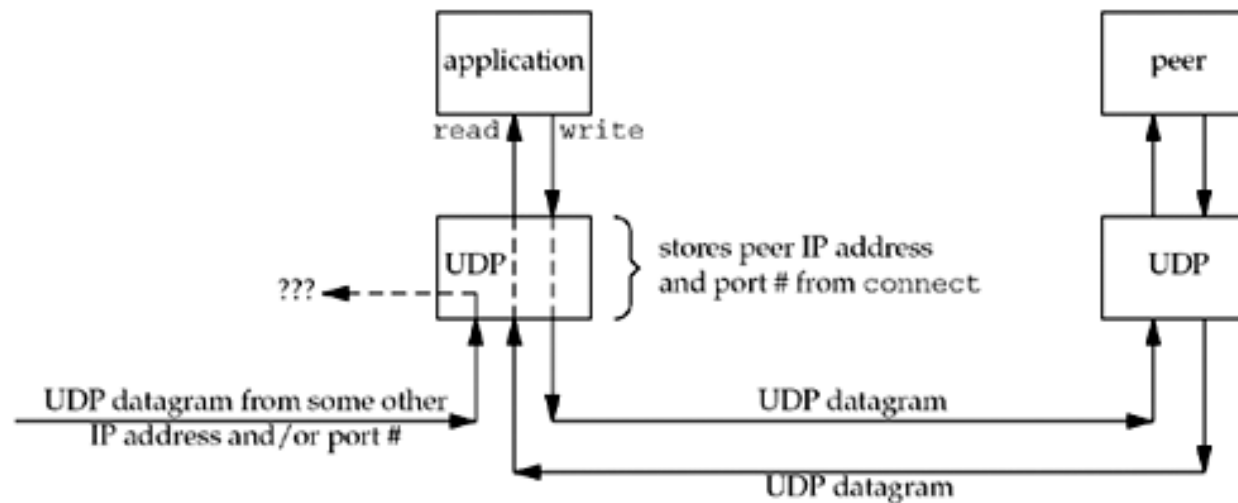 application
peer
read
write
UDP
stores peer IP address
and port # from connect
UDP
???
UDP datagram from some other
IP address and/or port #
UDP datagram
UDP datagram